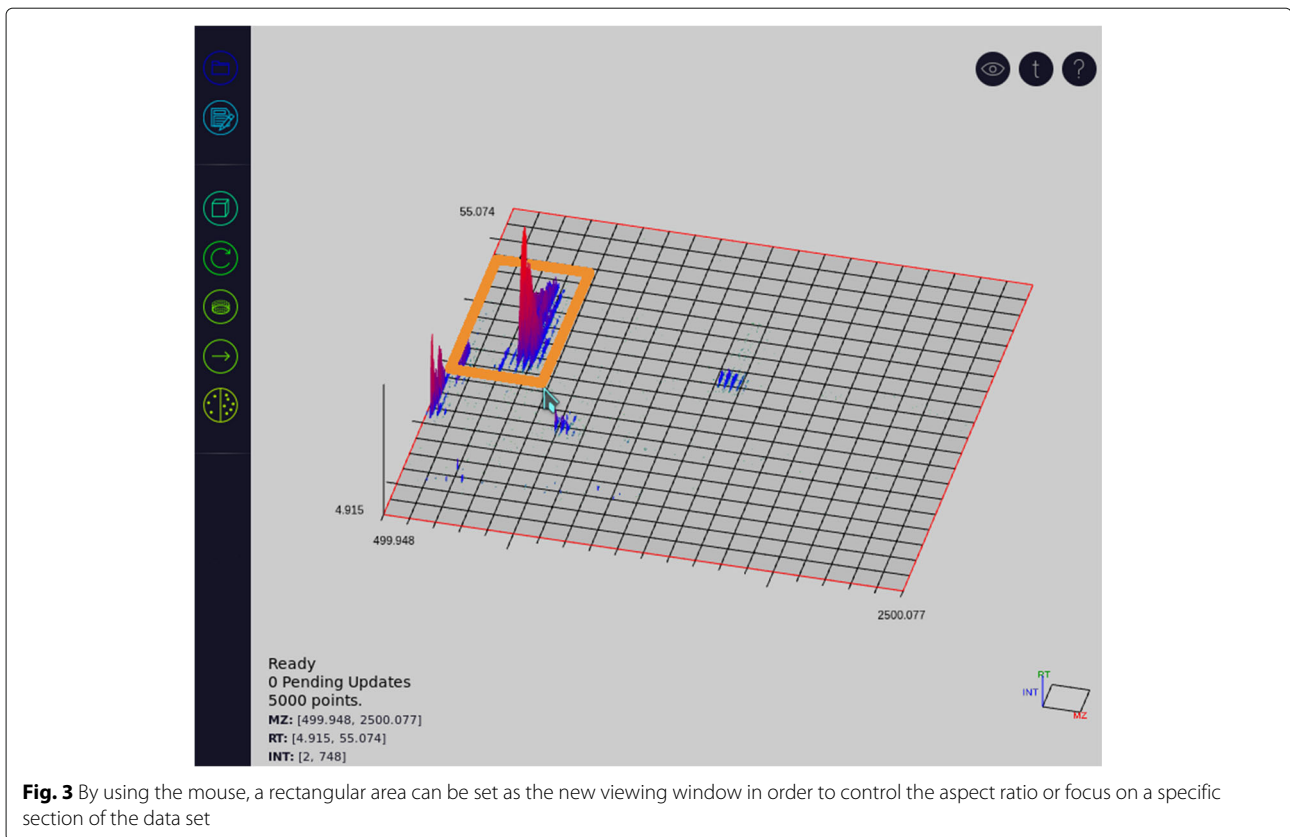 t ?
55.074
4.915
499.948
2500.077
Ready
0 Pending Updates
5000 points.
MZ: [499.948, 2500.077]
RT: [4.915, 55.074]
INT: [2, 748]
RT
INT
MZ
Fig. 3 By using the mouse, a rectangular area can be set as the new viewing window in order to control the aspect ratio or focus on a specific
section of the data set